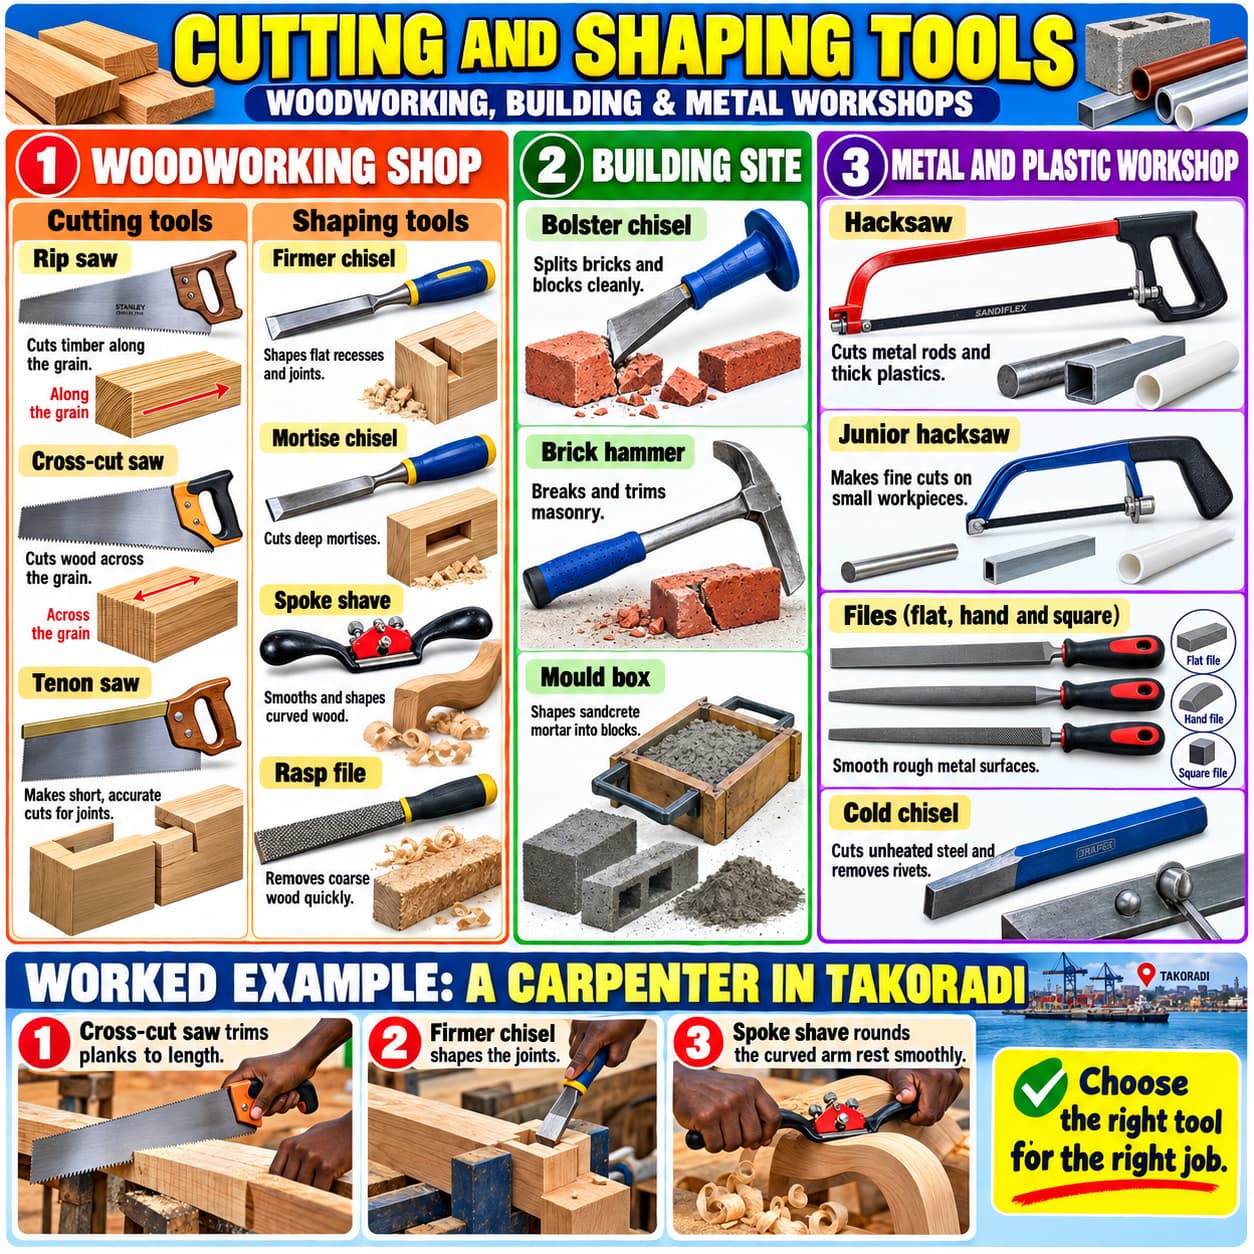 CUTTING AND SHAPING TOOLS
WOODWORKING, BUILDING & METAL WORKSHOPS
1 WOODWORKING SHOP
Cutting tools
Rip saw
STANLEY
Cuts timber along
the grain.
Along
the grain
Cross-cut saw
Cuts wood across
the grain.
Across
the grain
Tenon saw
Makes short, accurate
cuts for joints.
Shaping tools
Firmer chisel
Shapes flat recesses
and joints.
Mortise chisel
Cuts deep mortises.
Spoke shave
Smooths and shapes
curved wood.
Rasp file
Removes coarse
wood quickly.
2 BUILDING SITE
Bolster chisel
Splits bricks and
blocks cleanly.
Brick hammer
Breaks and trims
masonry.
Mould box
Shapes sandcrete
mortar into blocks.
3 METAL AND PLASTIC WORKSHOP
Hacksaw
SANDIFLEX
Cuts metal rods and
thick plastics.
Junior hacksaw
Makes fine cuts on
small workpieces.
Files (flat, hand and square)
Flat file
Hand file
Square file
Smooth rough metal surfaces.
Cold chisel
Cuts unheated steel and
removes rivets.
DRAPER
WORKED EXAMPLE: A CARPENTER IN TAKORADI
TAKORADI
1 Cross-cut saw trims
planks to length.
2 Firmer chisel
shapes the joints.
3 Spoke shave rounds
the curved arm rest smoothly.
Choose
the right tool
for the right job.